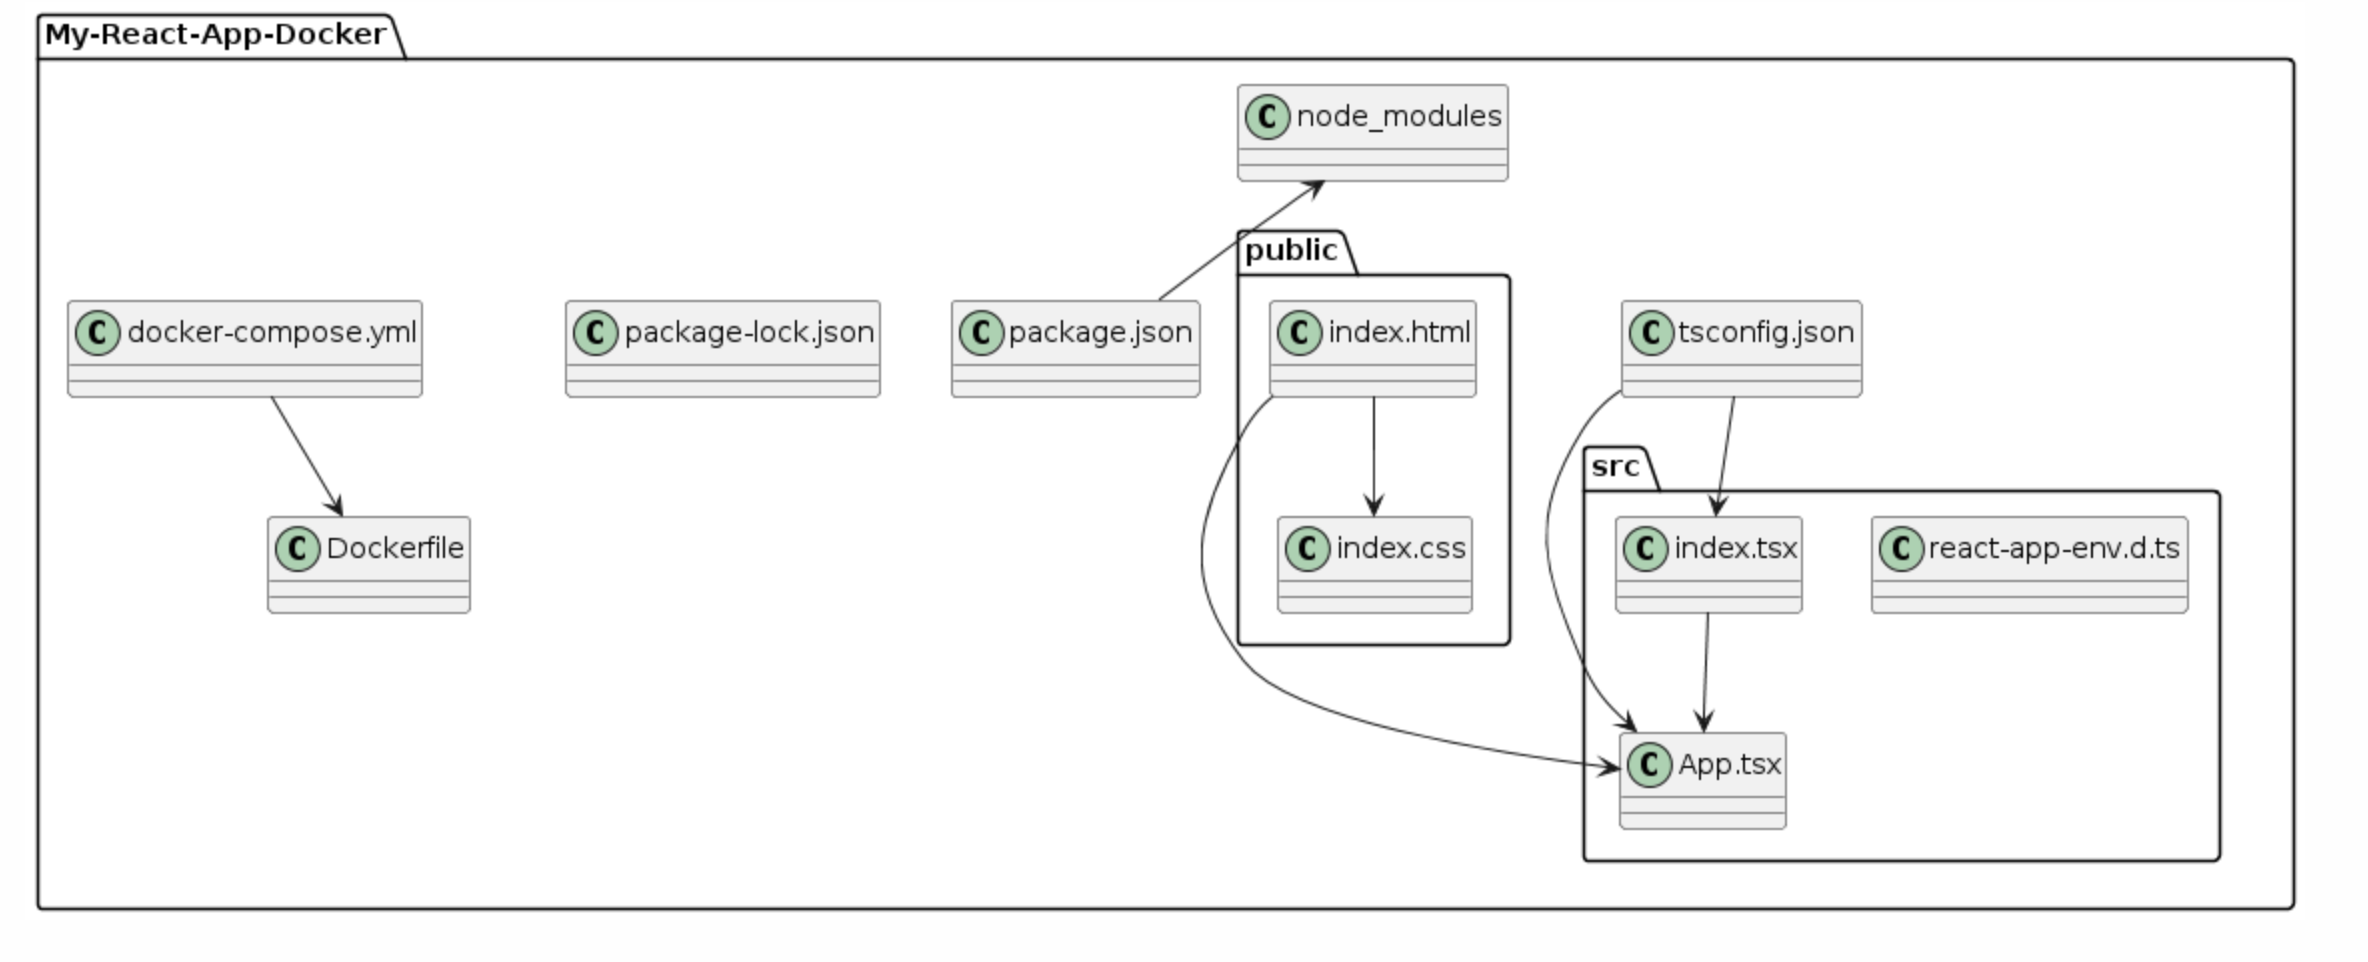 My-React-App-Docker
C node_modules
public
C docker-compose.yml
C package-lock.json
C package.json
C index.html
C tsconfig.json
src
C Dockerfile
C index.css
C index.tsx
C react-app-env.d.ts
C App.tsx